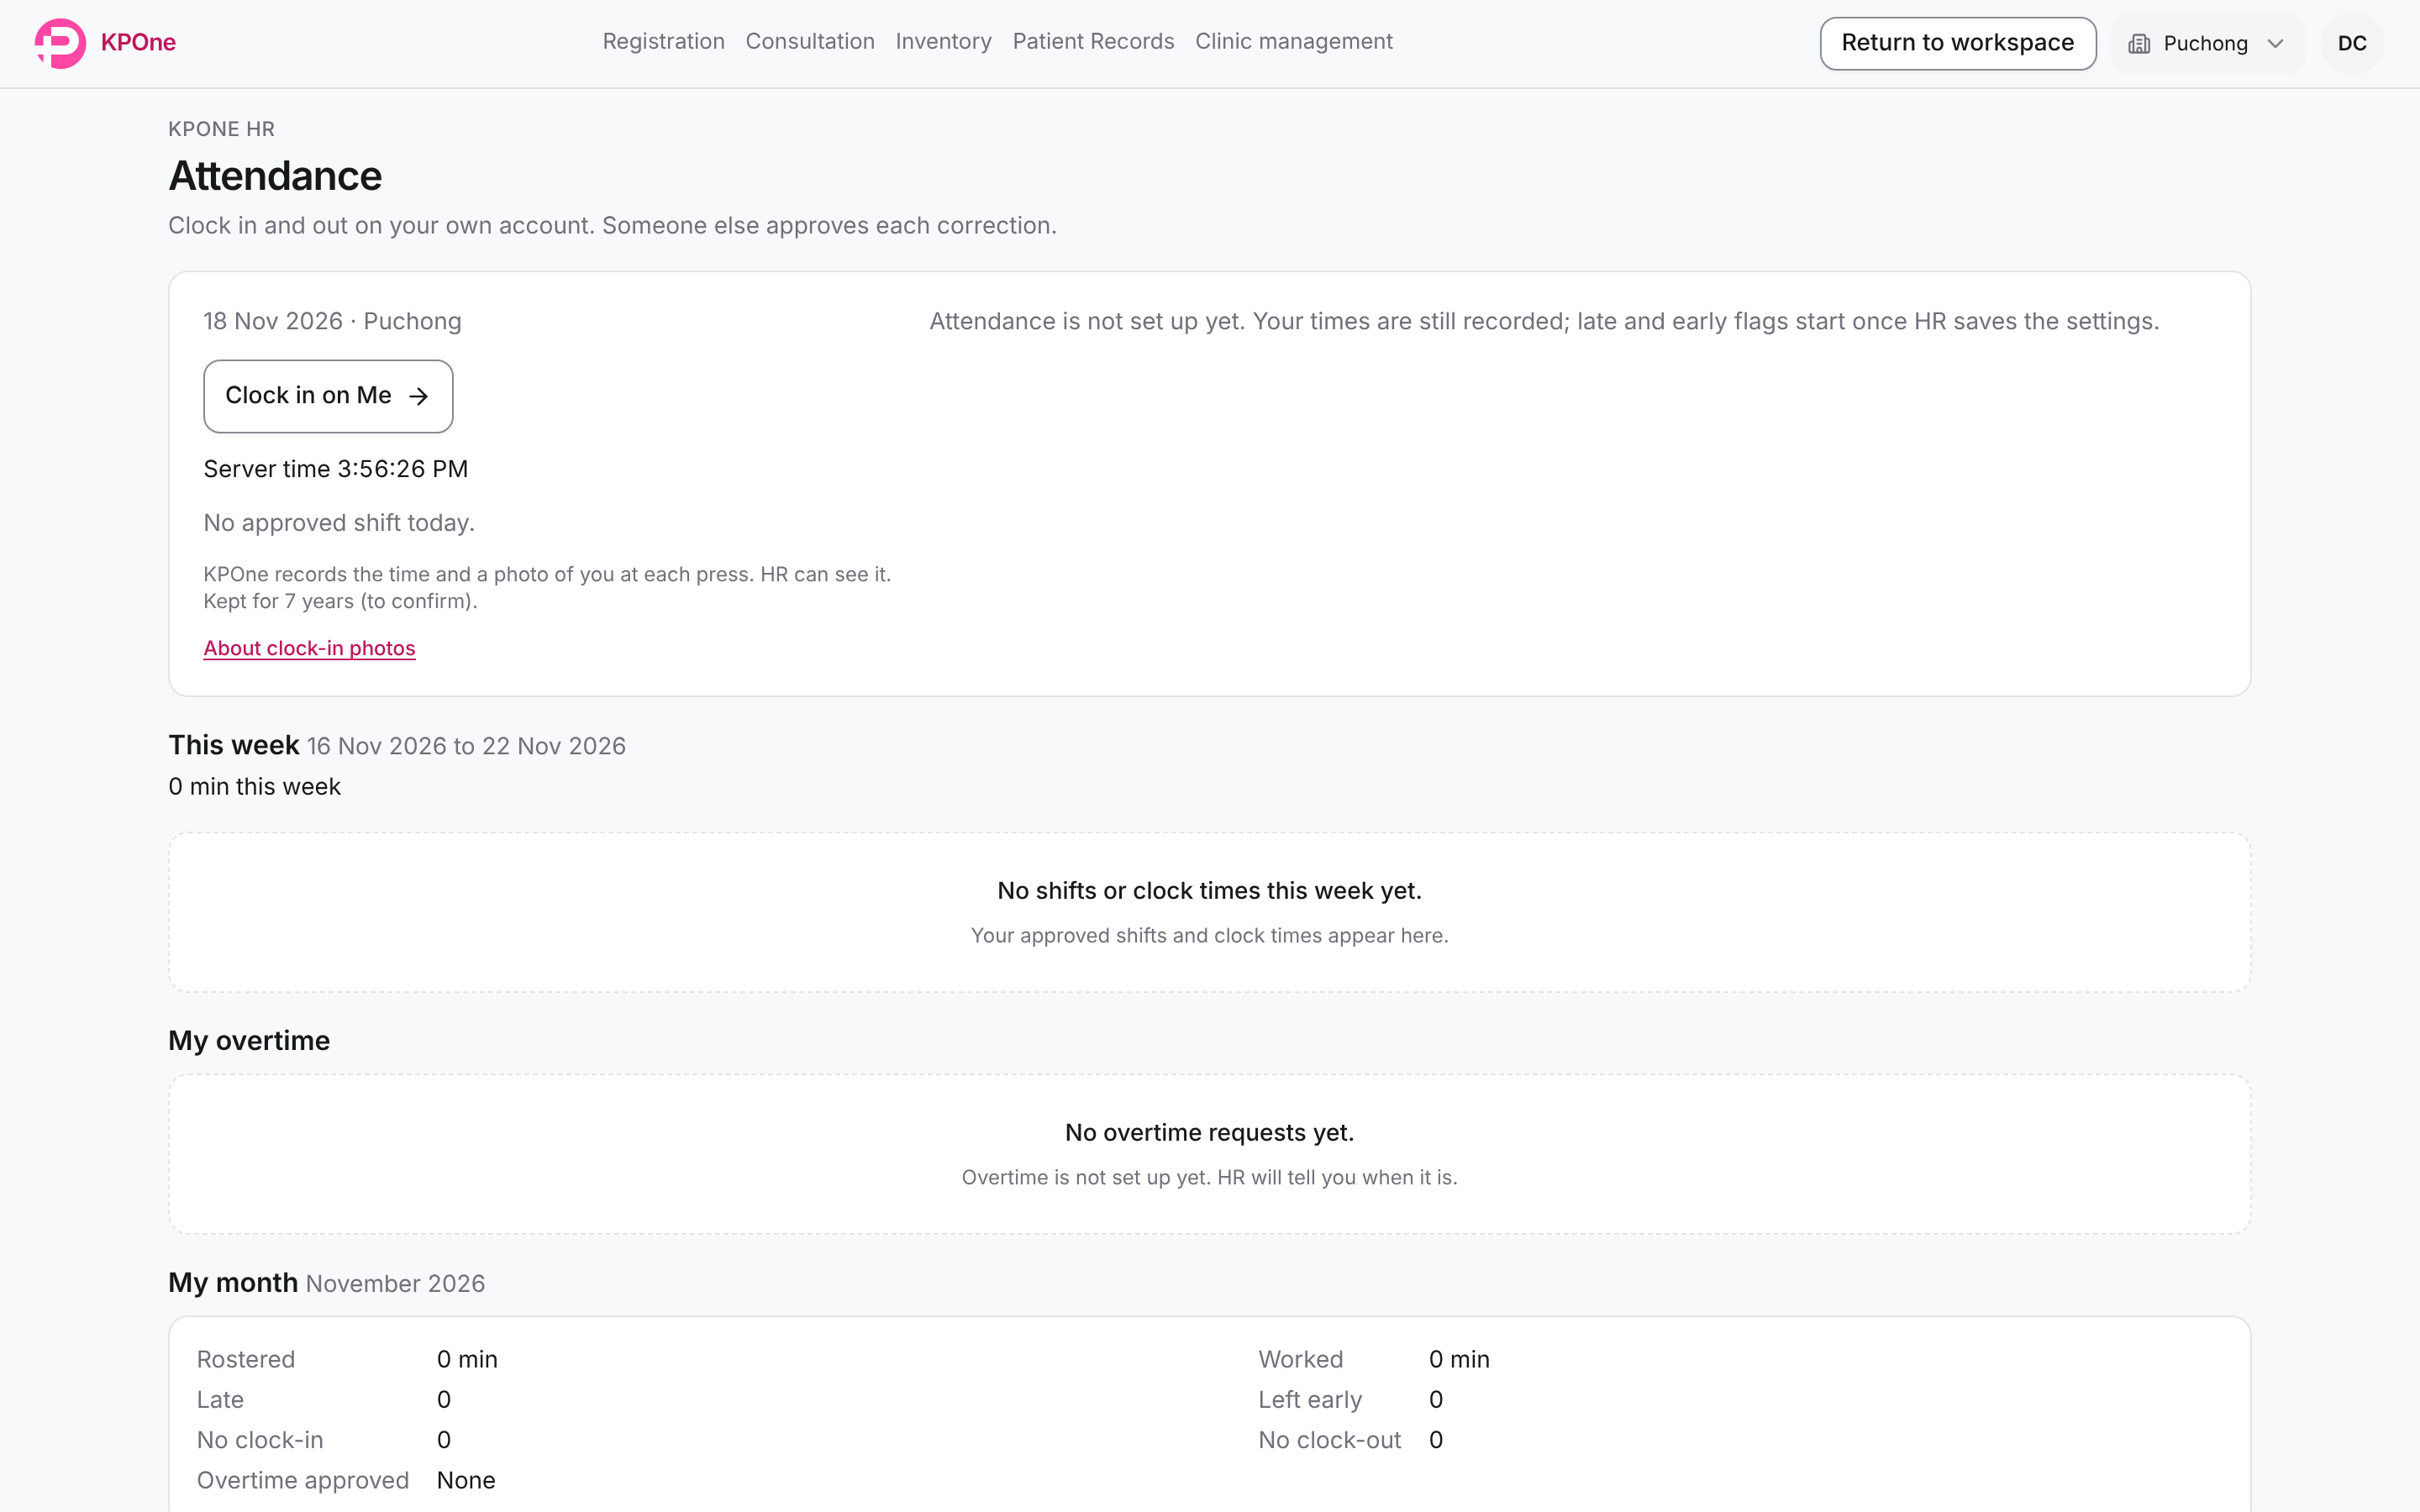 KPOne
Registration
Consultation
Inventory
Patient Records
Clinic management
Return to workspace
Puchong
DC
KPONE HR
Attendance
Clock in and out on your own account. Someone else approves each correction.
18 Nov 2026 · Puchong
Attendance is not set up yet. Your times are still recorded; late and early flags start once HR saves the settings.
Clock in on Me →
Server time 3:56:26 PM
No approved shift today.
KPOne records the time and a photo of you at each press. HR can see it.
Kept for 7 years (to confirm).
About clock-in photos
This week 16 Nov 2026 to 22 Nov 2026
0 min this week
No shifts or clock times this week yet.
Your approved shifts and clock times appear here.
My overtime
No overtime requests yet.
Overtime is not set up yet. HR will tell you when it is.
My month November 2026
Rostered 0 min
Worked 0 min
Late 0
Left early 0
No clock-in 0
No clock-out 0
Overtime approved None